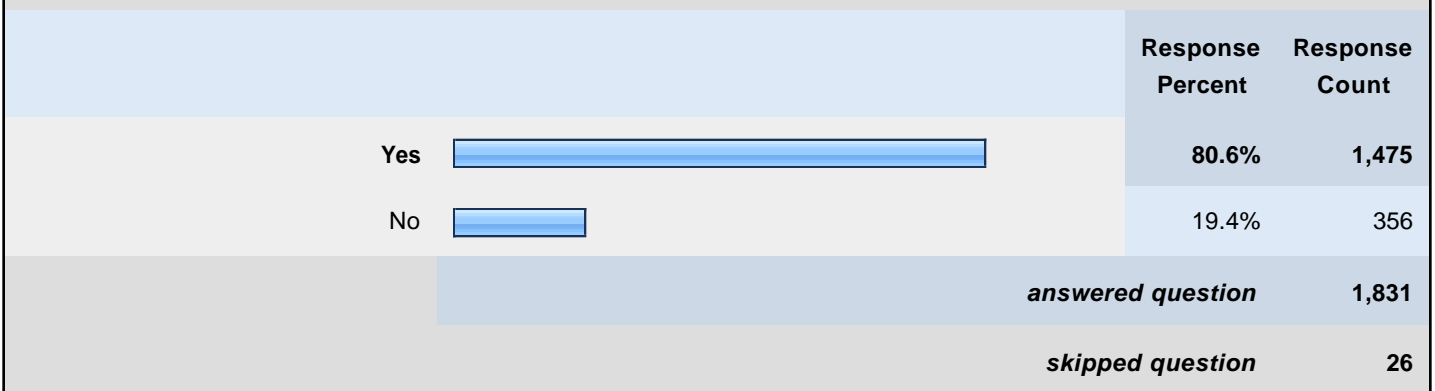 Response Response
Percent Count
Yes 80.6% 1,475
No 19.4% 356
answered question 1,831
skipped question 26